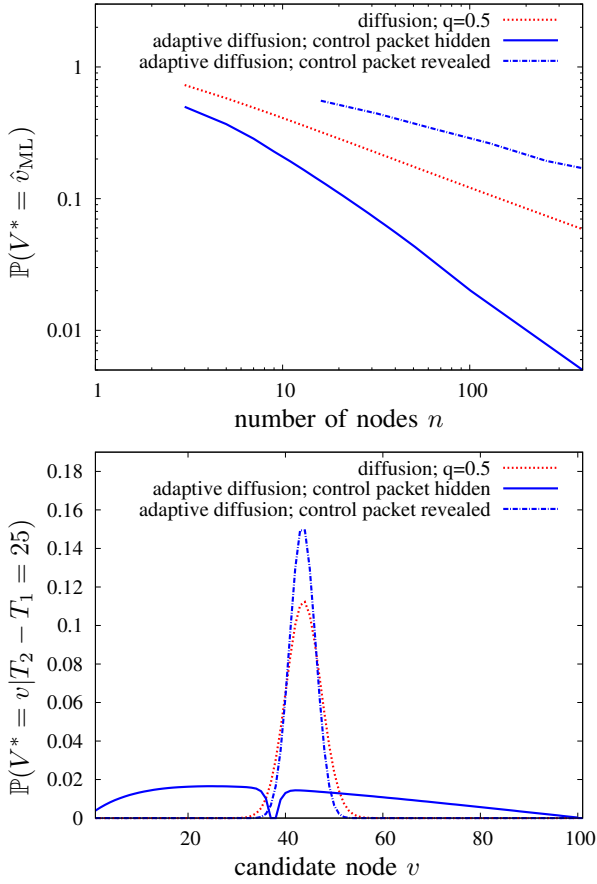 diffusion; q=0.5
adaptive diffusion; control packet hidden
adaptive diffusion; control packet revealed
1
0.1
0.01
ℙ(V* = v̂_ML)
1 10 100
number of nodes n
0.18
0.16
0.14
0.12
0.1
0.08
0.06
0.04
0.02
0
diffusion; q=0.5
adaptive diffusion; control packet hidden
adaptive diffusion; control packet revealed
ℙ(V* = v|T₂ − T₁ = 25)
20 40 60 80 100
candidate node v